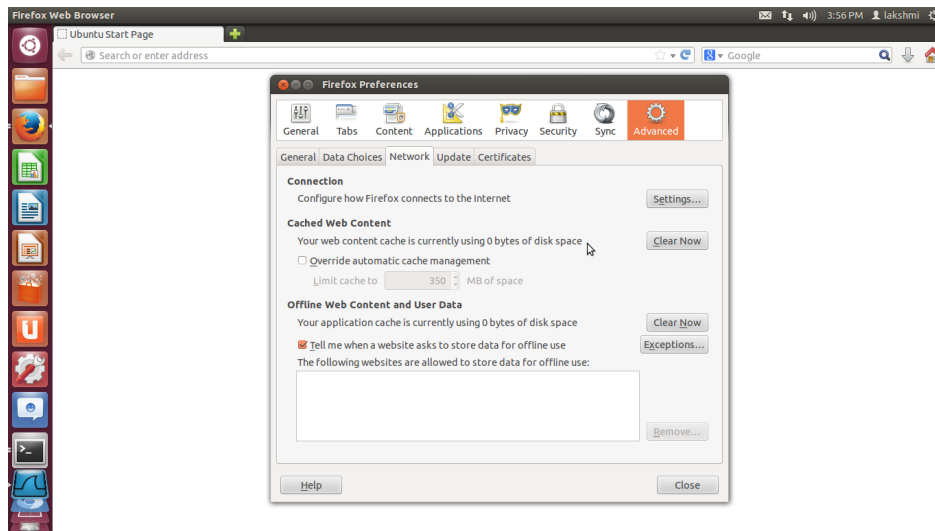 Firefox Web Browser
3:56 PM lakshmi
Ubuntu Start Page
Search or enter address
Google
Firefox Preferences
General Tabs Content Applications Privacy Security Sync Advanced
General Data Choices Network Update Certificates
Connection
Configure how Firefox connects to the Internet Settings...
Cached Web Content
Your web content cache is currently using 0 bytes of disk space Clear Now
Override automatic cache management
Limit cache to 350 MB of space
Offline Web Content and User Data
Your application cache is currently using 0 bytes of disk space Clear Now
Tell me when a website asks to store data for offline use Exceptions...
The following websites are allowed to store data for offline use:
Remove...
Help Close